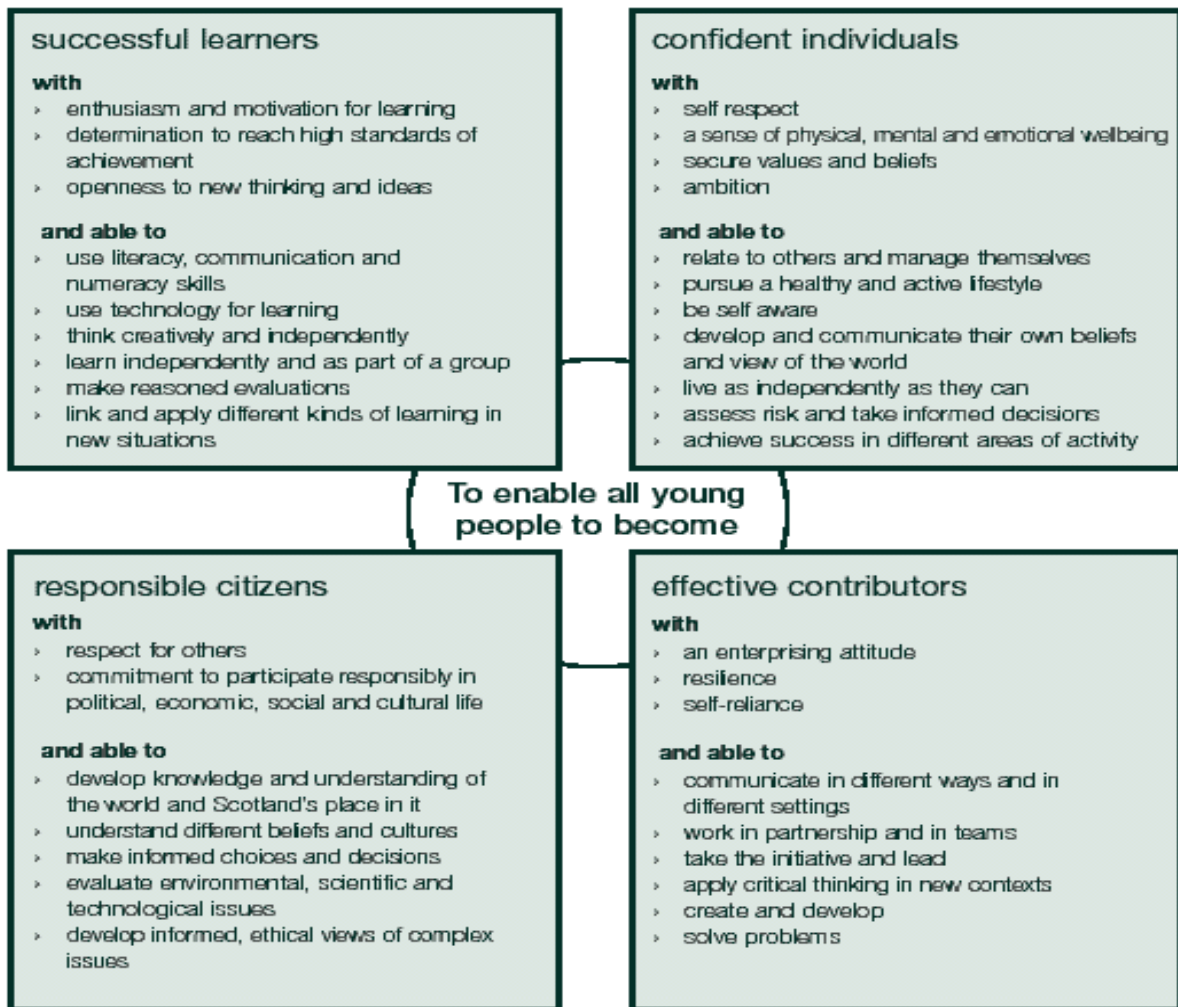 successful learners
with
› enthusiasm and motivation for learning
› determination to reach high standards of
achievement
› openness to new thinking and ideas
and able to
› use literacy, communication and
numeracy skills
› use technology for learning
› think creatively and independently
› learn independently and as part of a group
› make reasoned evaluations
› link and apply different kinds of learning in
new situations
confident individuals
with
› self respect
› a sense of physical, mental and emotional wellbeing
› secure values and beliefs
› ambition
and able to
› relate to others and manage themselves
› pursue a healthy and active lifestyle
› be self aware
› develop and communicate their own beliefs
and view of the world
› live as independently as they can
› assess risk and take informed decisions
› achieve success in different areas of activity
To enable all young
people to become
responsible citizens
with
› respect for others
› commitment to participate responsibly in
political, economic, social and cultural life
and able to
› develop knowledge and understanding of
the world and Scotland's place in it
› understand different beliefs and cultures
› make informed choices and decisions
› evaluate environmental, scientific and
technological issues
› develop informed, ethical views of complex
issues
effective contributors
with
› an enterprising attitude
› resilience
› self-reliance
and able to
› communicate in different ways and in
different settings
› work in partnership and in teams
› take the initiative and lead
› apply critical thinking in new contexts
› create and develop
› solve problems